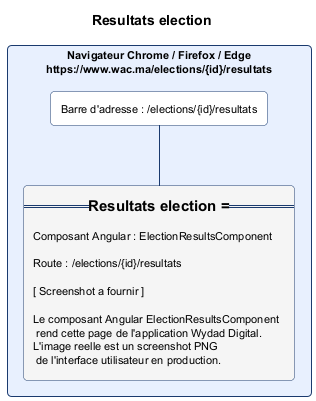 Resultats election
Navigateur Chrome / Firefox / Edge
https://www.wac.ma/elections/{id}/resultats
Barre d'adresse : /elections/{id}/resultats
Resultats election =
Composant Angular : ElectionResultsComponent
Route : /elections/{id}/resultats
[ Screenshot a fournir ]
Le composant Angular ElectionResultsComponent
rend cette page de l'application Wydad Digital.
L'image reelle est un screenshot PNG
de l'interface utilisateur en production.